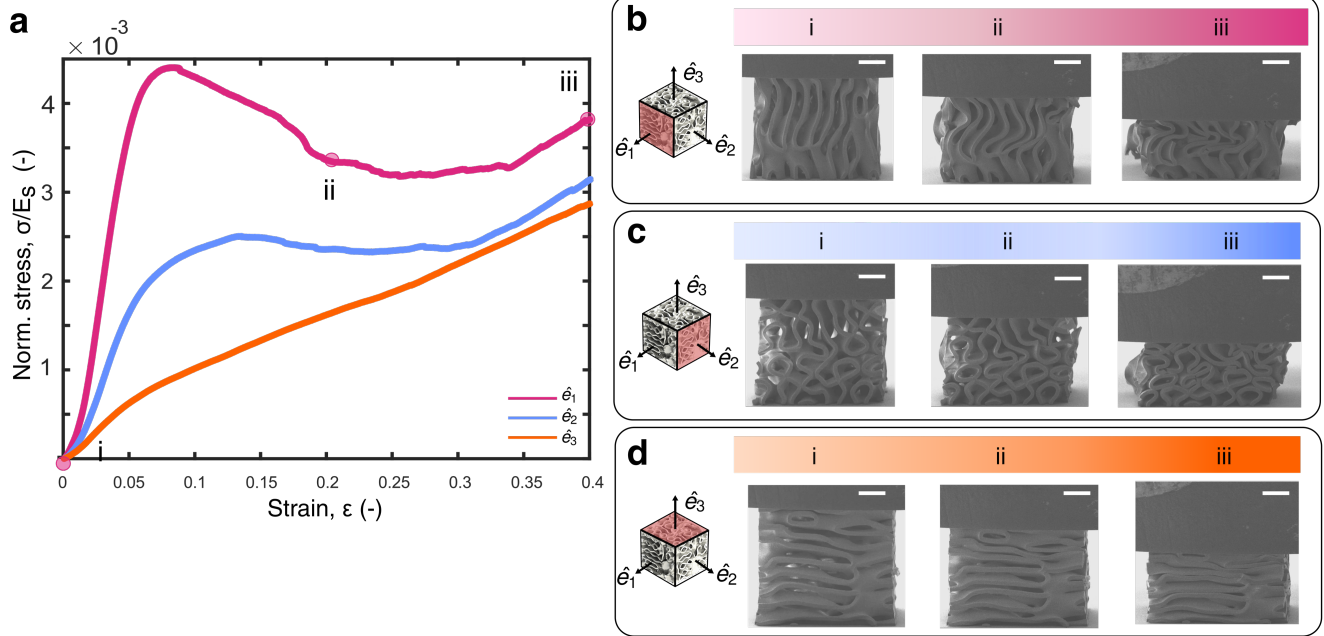 a
× 10⁻³
Norm. stress, σ/Eₛ (-)
4
3
2
1
i
ii
iii
ê₁
ê₂
ê₃
0
0.05
0.1
0.15
0.2
0.25
0.3
0.35
0.4
Strain, ε (-)
b
i ii iii
ê₃
ê₁ ê₂
c
i ii iii
ê₃
ê₁ ê₂
d
i ii iii
ê₃
ê₁ ê₂